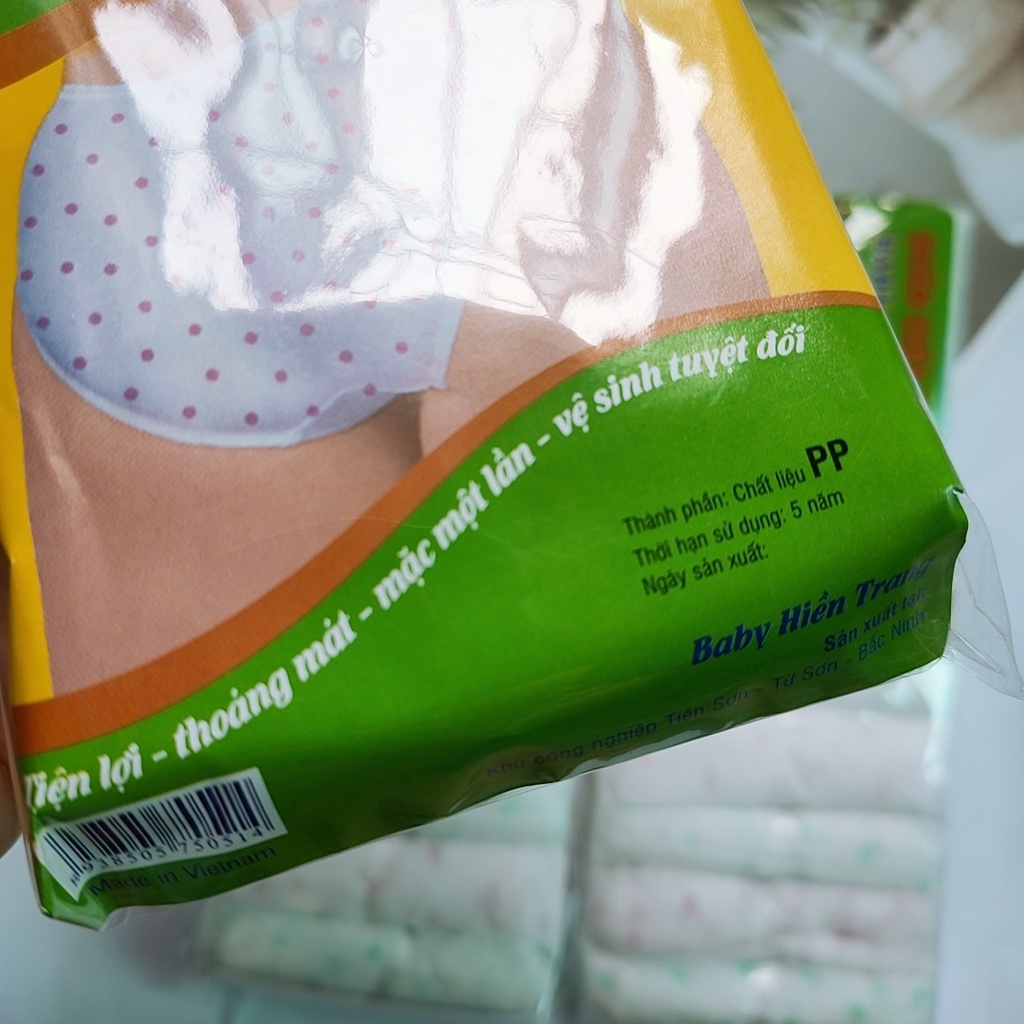 Tiện lợi - thoáng mát - mặc một lần - vệ sinh tuyệt đối
Thành phần: Chất liệu PP
Thời hạn sử dụng: 5 năm
Ngày sản xuất:
Baby Hiền Trang
Sản xuất tại:
Khu công nghiệp Tiên Sơn - Từ Sơn - Bắc Ninh
938505 750514
Made in Vietnam